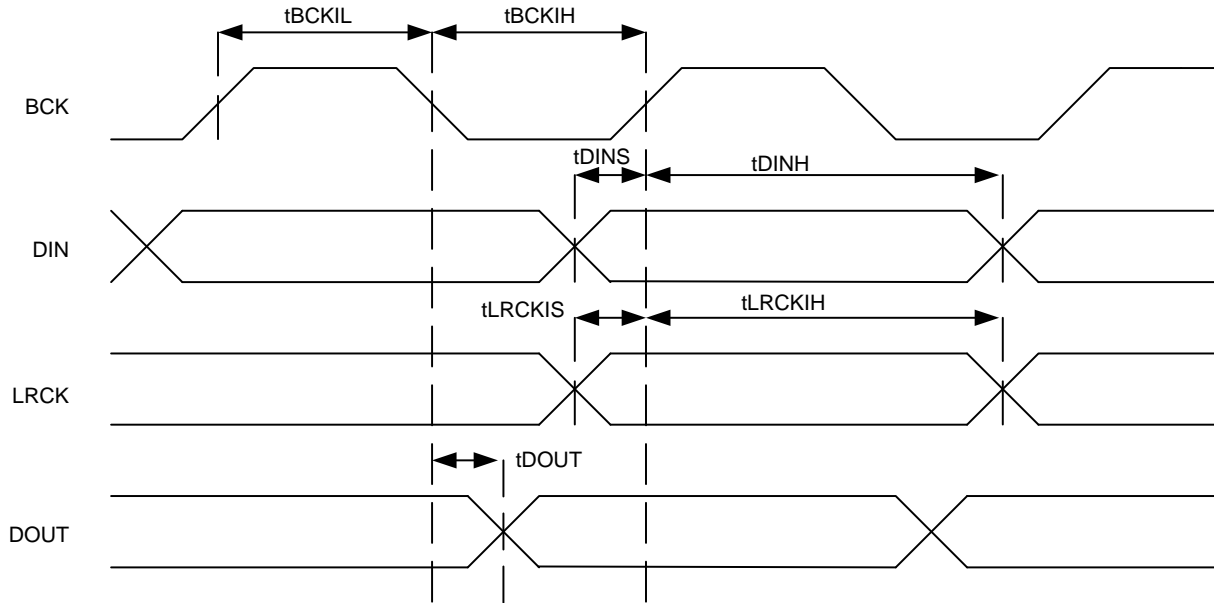 tBCKIL
tBCKIH
BCK
tDINS
tDINH
DIN
tLRCKIS
tLRCKIH
LRCK
tDOUT
DOUT